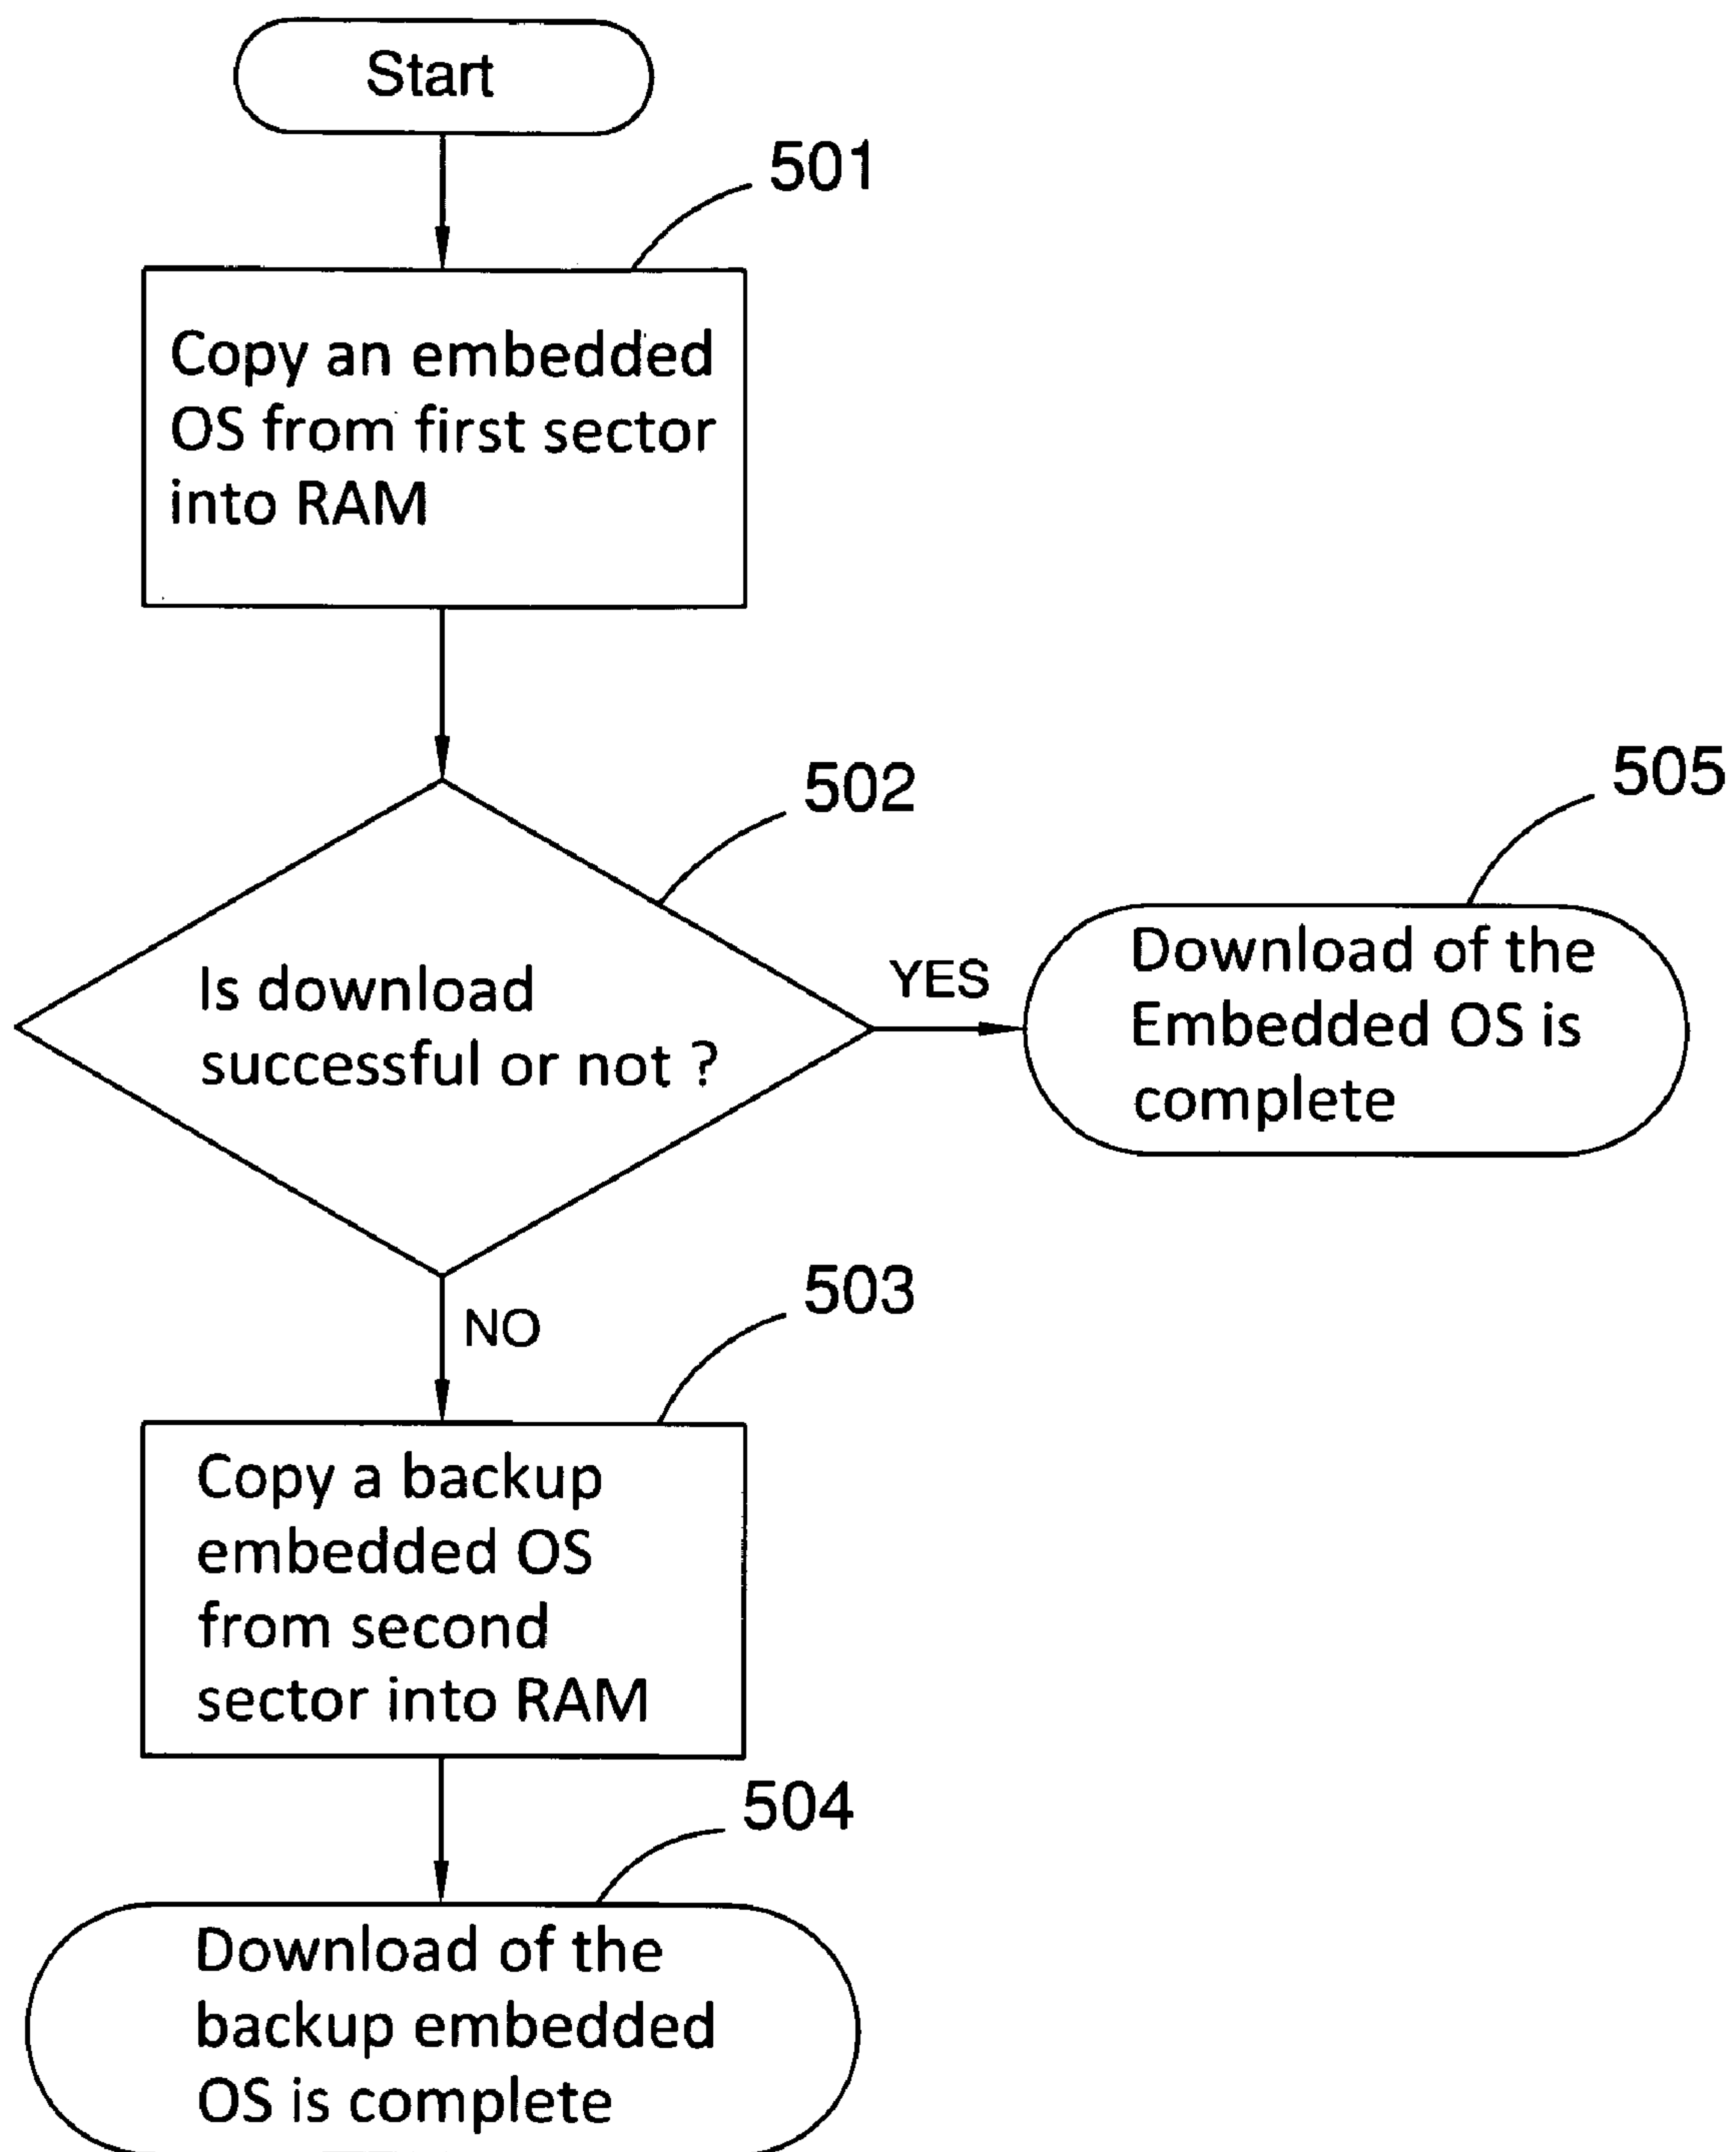 Start
501
Copy an embedded
OS from first sector
into RAM
502
Is download
successful or not ?
YES
505
Download of the
Embedded OS is
complete
NO
503
Copy a backup
embedded OS
from second
sector into RAM
504
Download of the
backup embedded
OS is complete